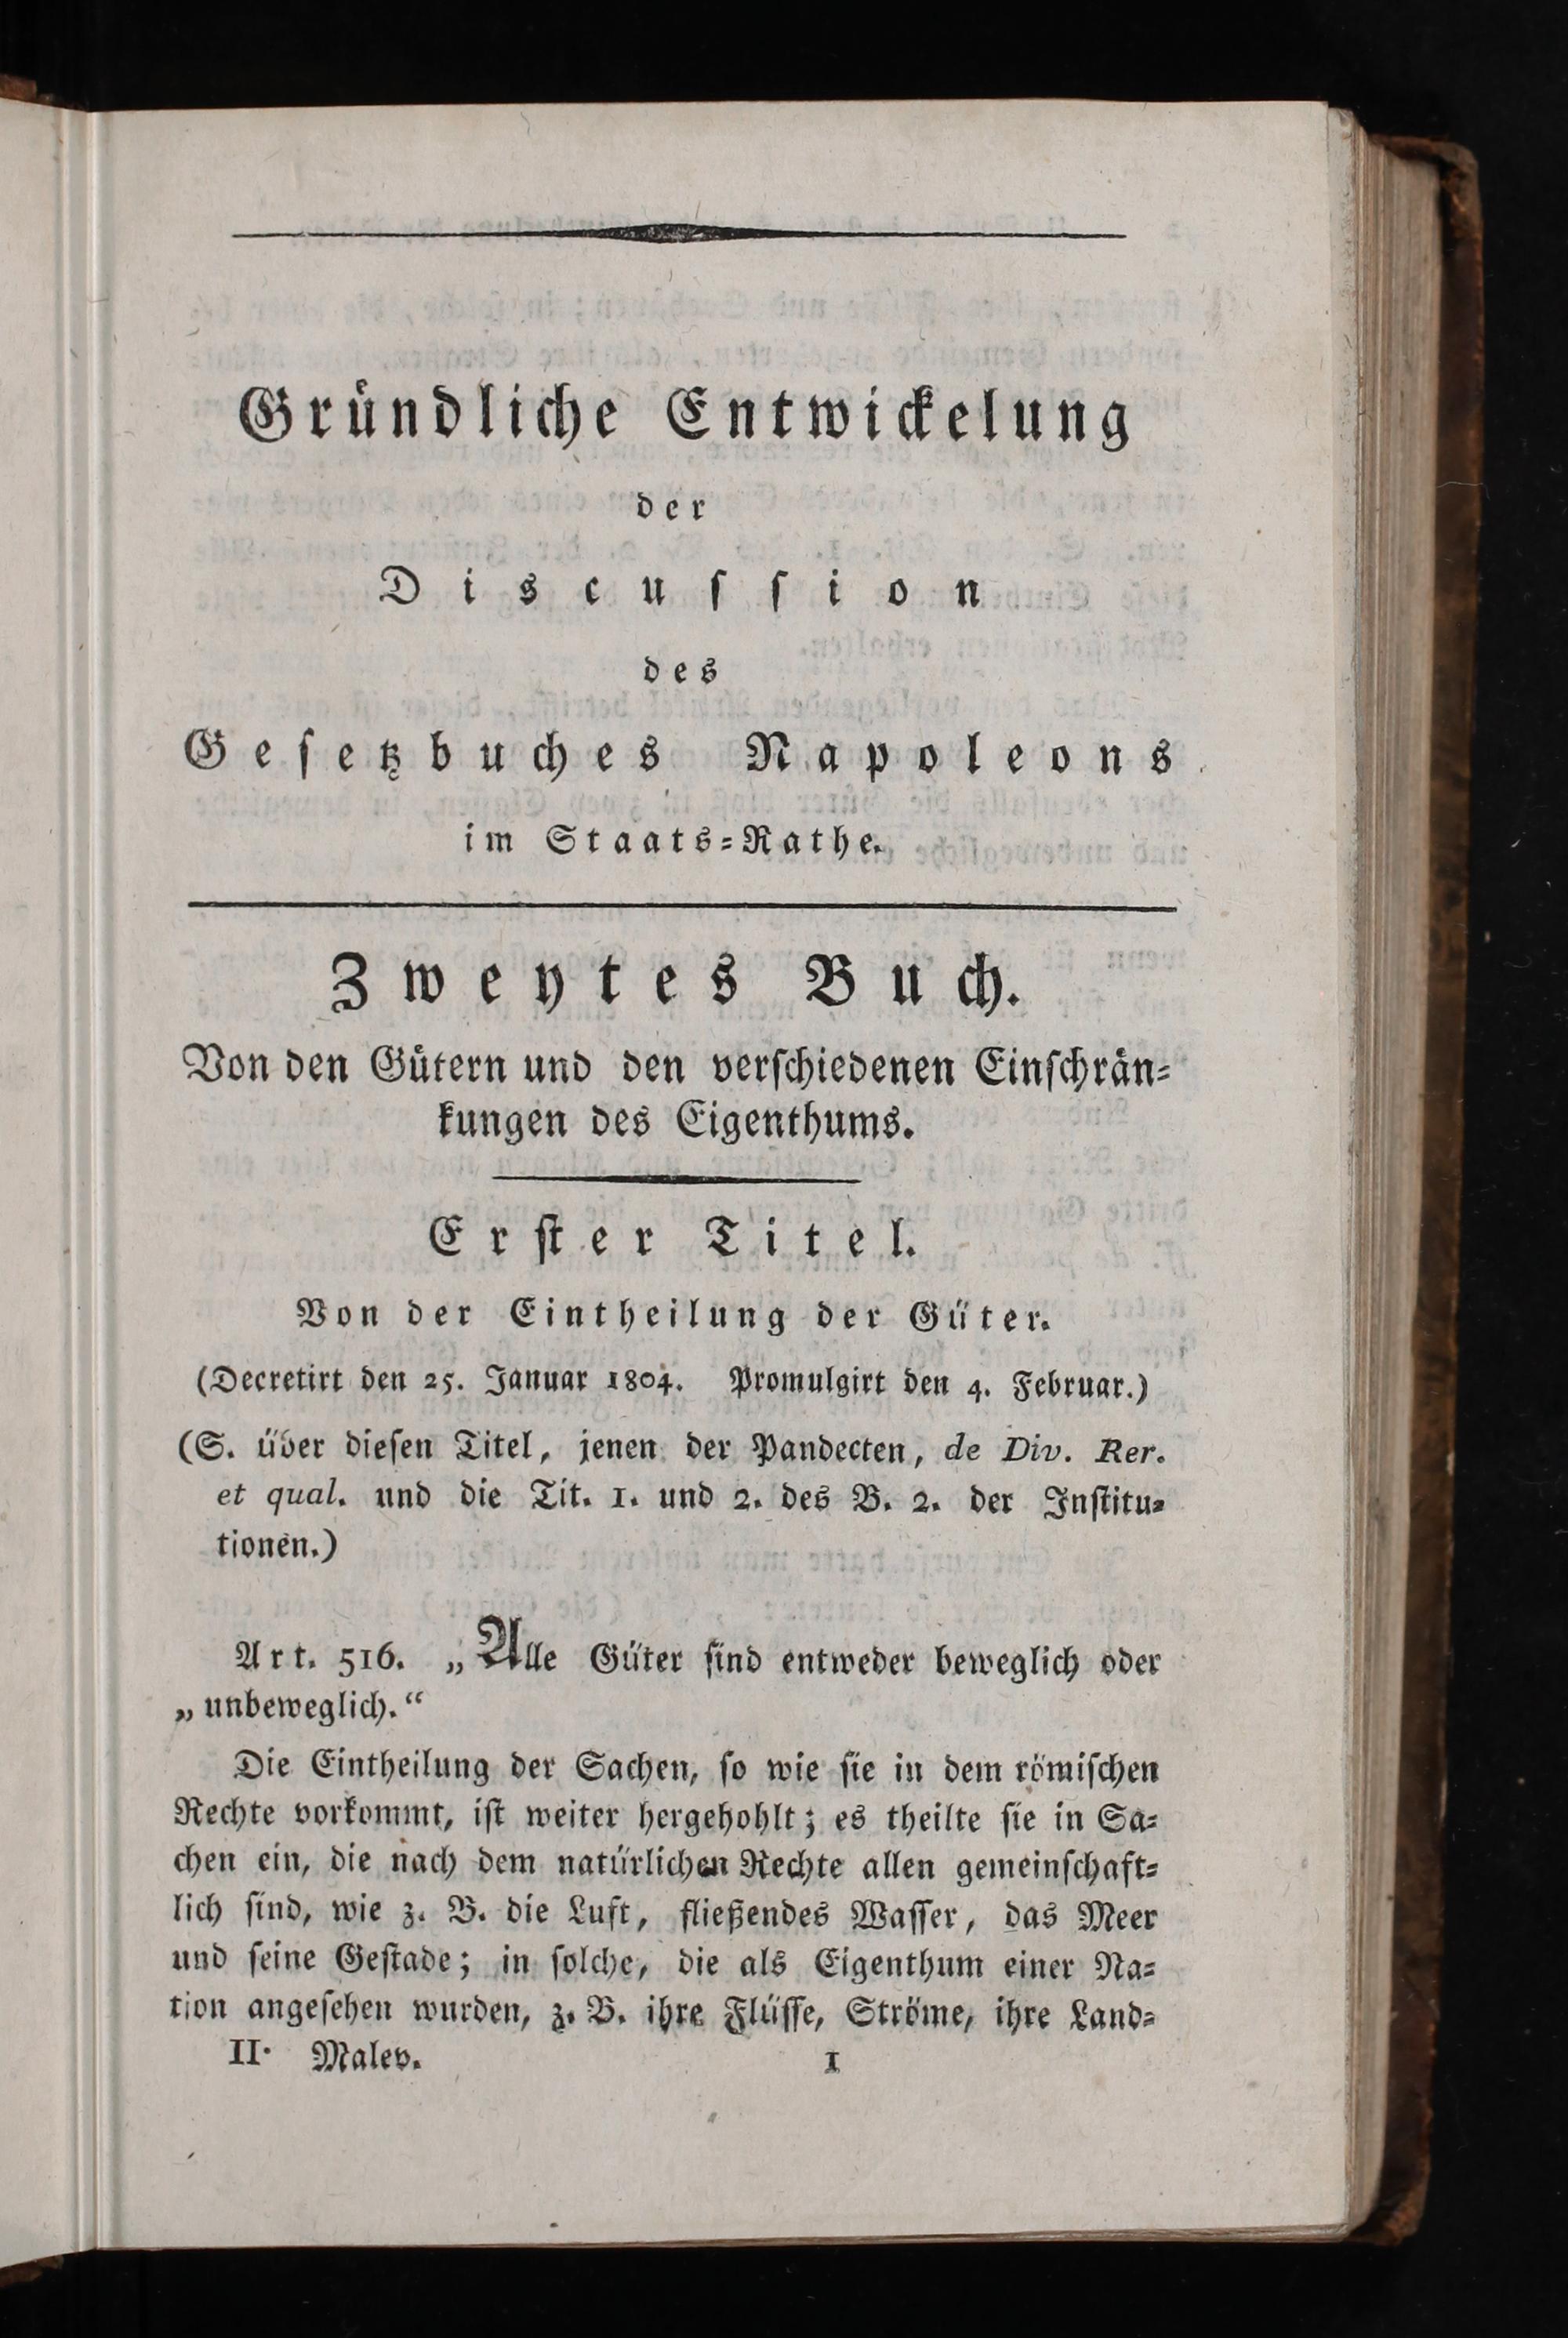 Gründliche Entwickelung
der
Discuſſion
des
Geſetzbuches Napoleons
im Staats-Rathe.
Zweytes Buch.
Von den Gütern und den verſchiedenen Einſchrän-
kungen des Eigenthums.
Erſter Titel.
Von der Eintheilung der Güter.
(Decretirt den 25. Januar 1804. Promulgirt den 4. Februar.)
(S. über dieſen Titel, jenen der Pandecten, de Div. Rer.
et qual. und die Tit. 1. und 2. des B. 2. der Inſtitu-
tionen.)
Art. 516. „Alle Güter ſind entweder beweglich oder
„unbeweglich.“
Die Eintheilung der Sachen, ſo wie ſie in dem römiſchen
Rechte vorkommt, iſt weiter hergehohlt; es theilte ſie in Sa-
chen ein, die nach dem natürlichen Rechte allen gemeinſchaft-
lich ſind, wie z. B. die Luft, fließendes Waſſer, das Meer
und ſeine Geſtade; in ſolche, die als Eigenthum einer Na-
tion angeſehen wurden, z. B. ihre Flüſſe, Ströme, ihre Land-
II. Malev. 1